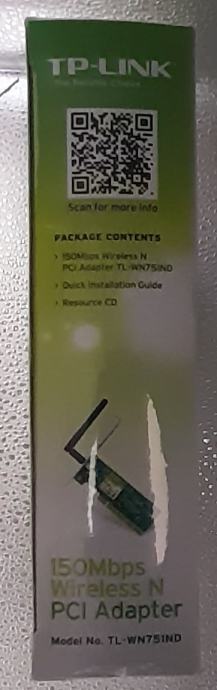 TP-LINK
The Reliable Choice
Scan for more info
PACKAGE CONTENTS
› 150Mbps Wireless N
PCI Adapter TL-WN751ND
› Quick Installation Guide
› Resource CD
150Mbps
Wireless N
PCI Adapter
Model No. TL-WN751ND